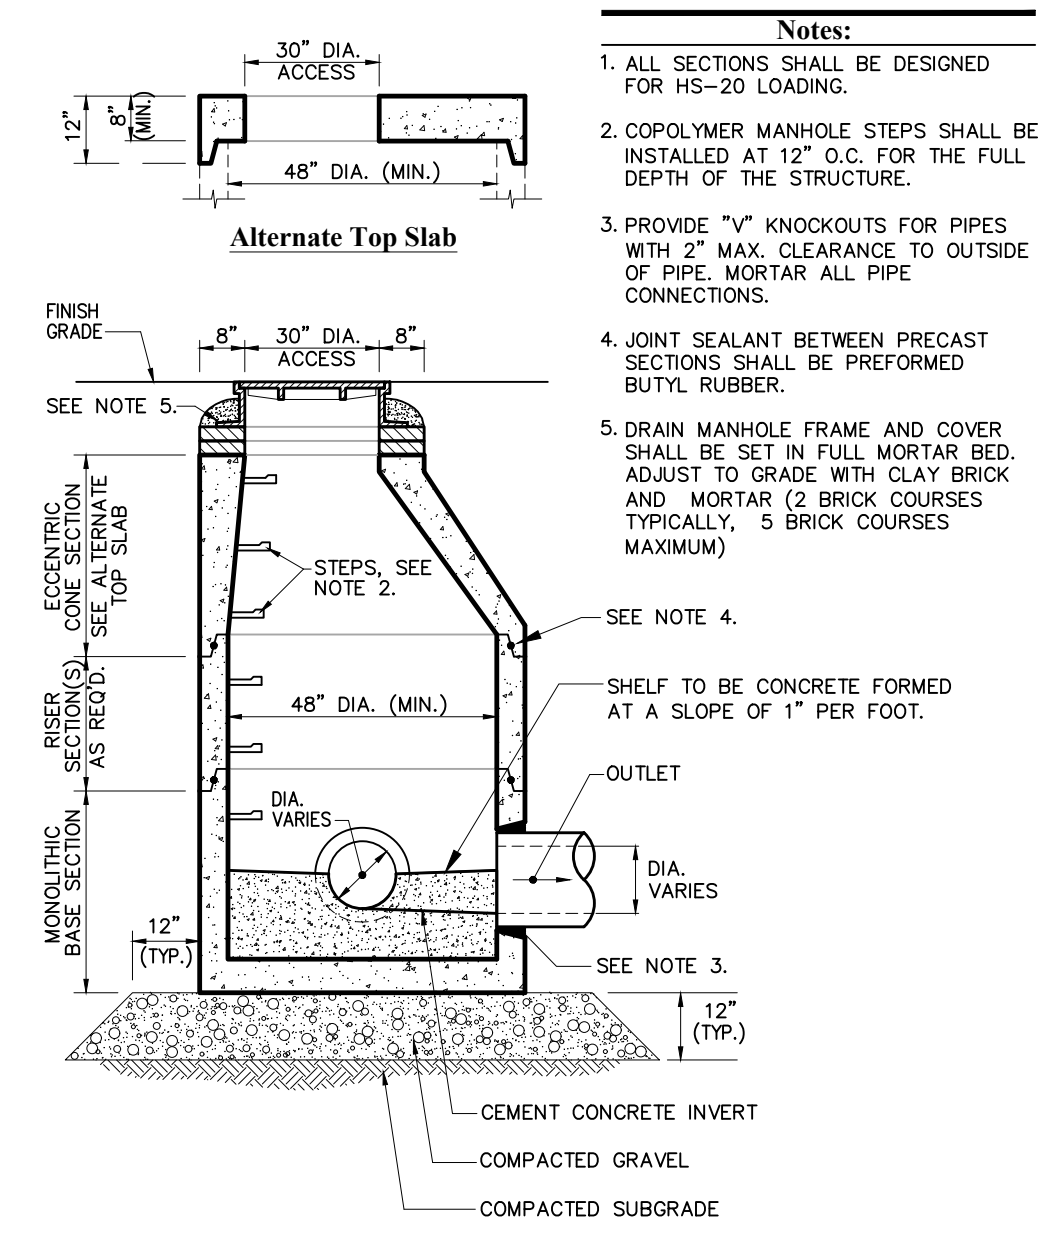 Notes:
1. ALL SECTIONS SHALL BE DESIGNED
FOR HS-20 LOADING.
2. COPOLYMER MANHOLE STEPS SHALL BE
INSTALLED AT 12" O.C. FOR THE FULL
DEPTH OF THE STRUCTURE.
3. PROVIDE "V" KNOCKOUTS FOR PIPES
WITH 2" MAX. CLEARANCE TO OUTSIDE
OF PIPE. MORTAR ALL PIPE
CONNECTIONS.
4. JOINT SEALANT BETWEEN PRECAST
SECTIONS SHALL BE PREFORMED
BUTYL RUBBER.
5. DRAIN MANHOLE FRAME AND COVER
SHALL BE SET IN FULL MORTAR BED.
ADJUST TO GRADE WITH CLAY BRICK
AND MORTAR (2 BRICK COURSES
TYPICALLY, 5 BRICK COURSES
MAXIMUM)
30" DIA.
ACCESS
12"
8"
(MIN.)
48" DIA. (MIN.)
Alternate Top Slab
FINISH
GRADE
8"
30" DIA.
ACCESS
8"
SEE NOTE 5.
ECCENTRIC
CONE SECTION
SEE ALTERNATE
TOP SLAB
STEPS, SEE
NOTE 2.
SEE NOTE 4.
RISER
SECTION(S)
AS REQ'D.
48" DIA. (MIN.)
SHELF TO BE CONCRETE FORMED
AT A SLOPE OF 1" PER FOOT.
OUTLET
DIA.
VARIES
MONOLITHIC
BASE SECTION
DIA.
VARIES
12"
(TYP.)
SEE NOTE 3.
12"
(TYP.)
CEMENT CONCRETE INVERT
COMPACTED GRAVEL
COMPACTED SUBGRADE